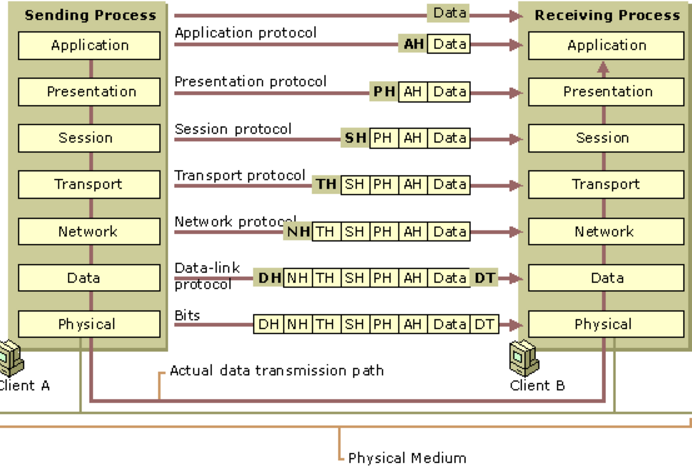 Sending Process Data Receiving Process
Application Application protocol AH Data Application
Presentation Presentation protocol PH AH Data Presentation
Session Session protocol SH PH AH Data Session
Transport Transport protocol TH SH PH AH Data Transport
Network Network protocol NH TH SH PH AH Data Network
Data Data-link DH NH TH SH PH AH Data DT Data
protocol
Physical Bits DH NH TH SH PH AH Data DT Physical
Client A Actual data transmission path Client B
Physical Medium